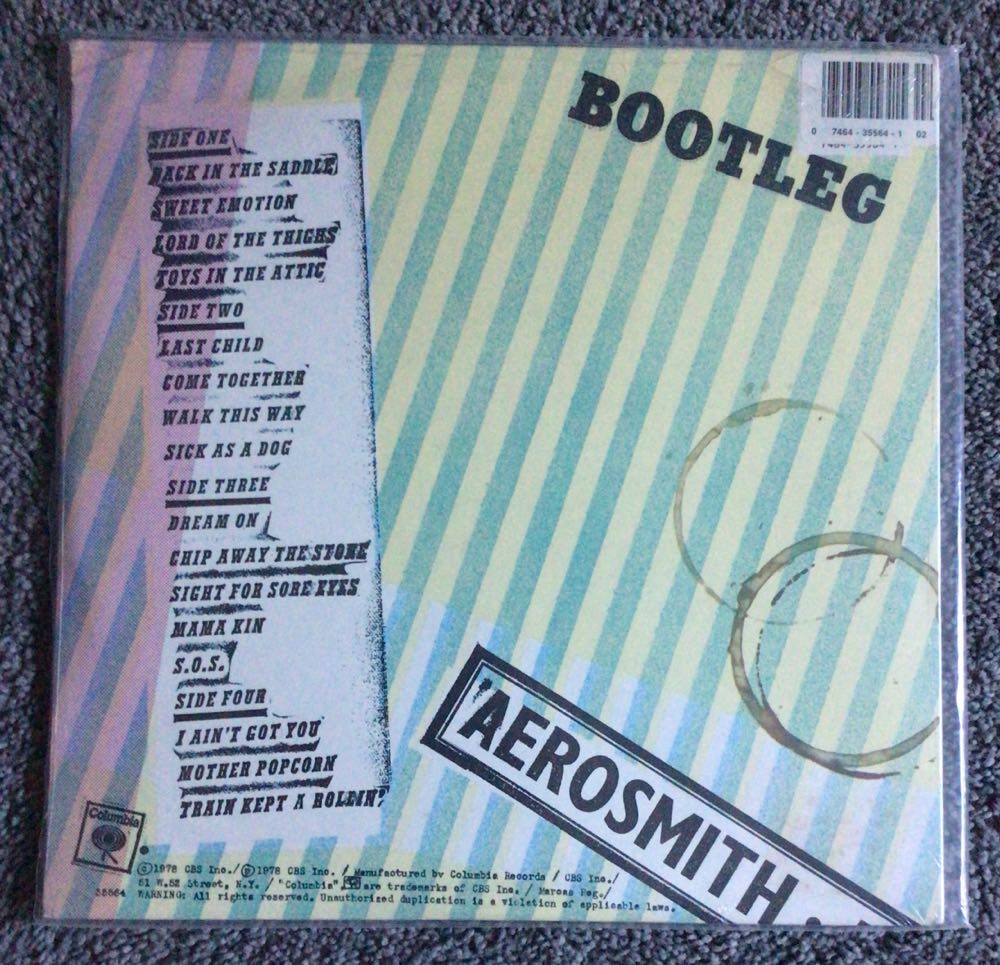 BOOTLEG
0 7464 - 35564 - 1 02
SIDE ONE
BACK IN THE SADDLE
SWEET EMOTION
LORD OF THE THIGHS
TOYS IN THE ATTIC
SIDE TWO
LAST CHILD
COME TOGETHER
WALK THIS WAY
SICK AS A DOG
SIDE THREE
DREAM ON
CHIP AWAY THE STONE
SIGHT FOR SORE EYES
MAMA KIN
S.O.S.
SIDE FOUR
I AIN'T GOT YOU
MOTHER POPCORN
TRAIN KEPT A ROLLIN'
AEROSMITH
Columbia
35564
©1978 CBS Inc./℗1978 CBS Inc. / Manufactured by Columbia Records / CBS Inc./
51 W.52 Street, N.Y. / "Columbia", are trademarks of CBS Inc. / Marcas Reg./
WARNING: All rights reserved. Unauthorized duplication is a violation of applicable laws.